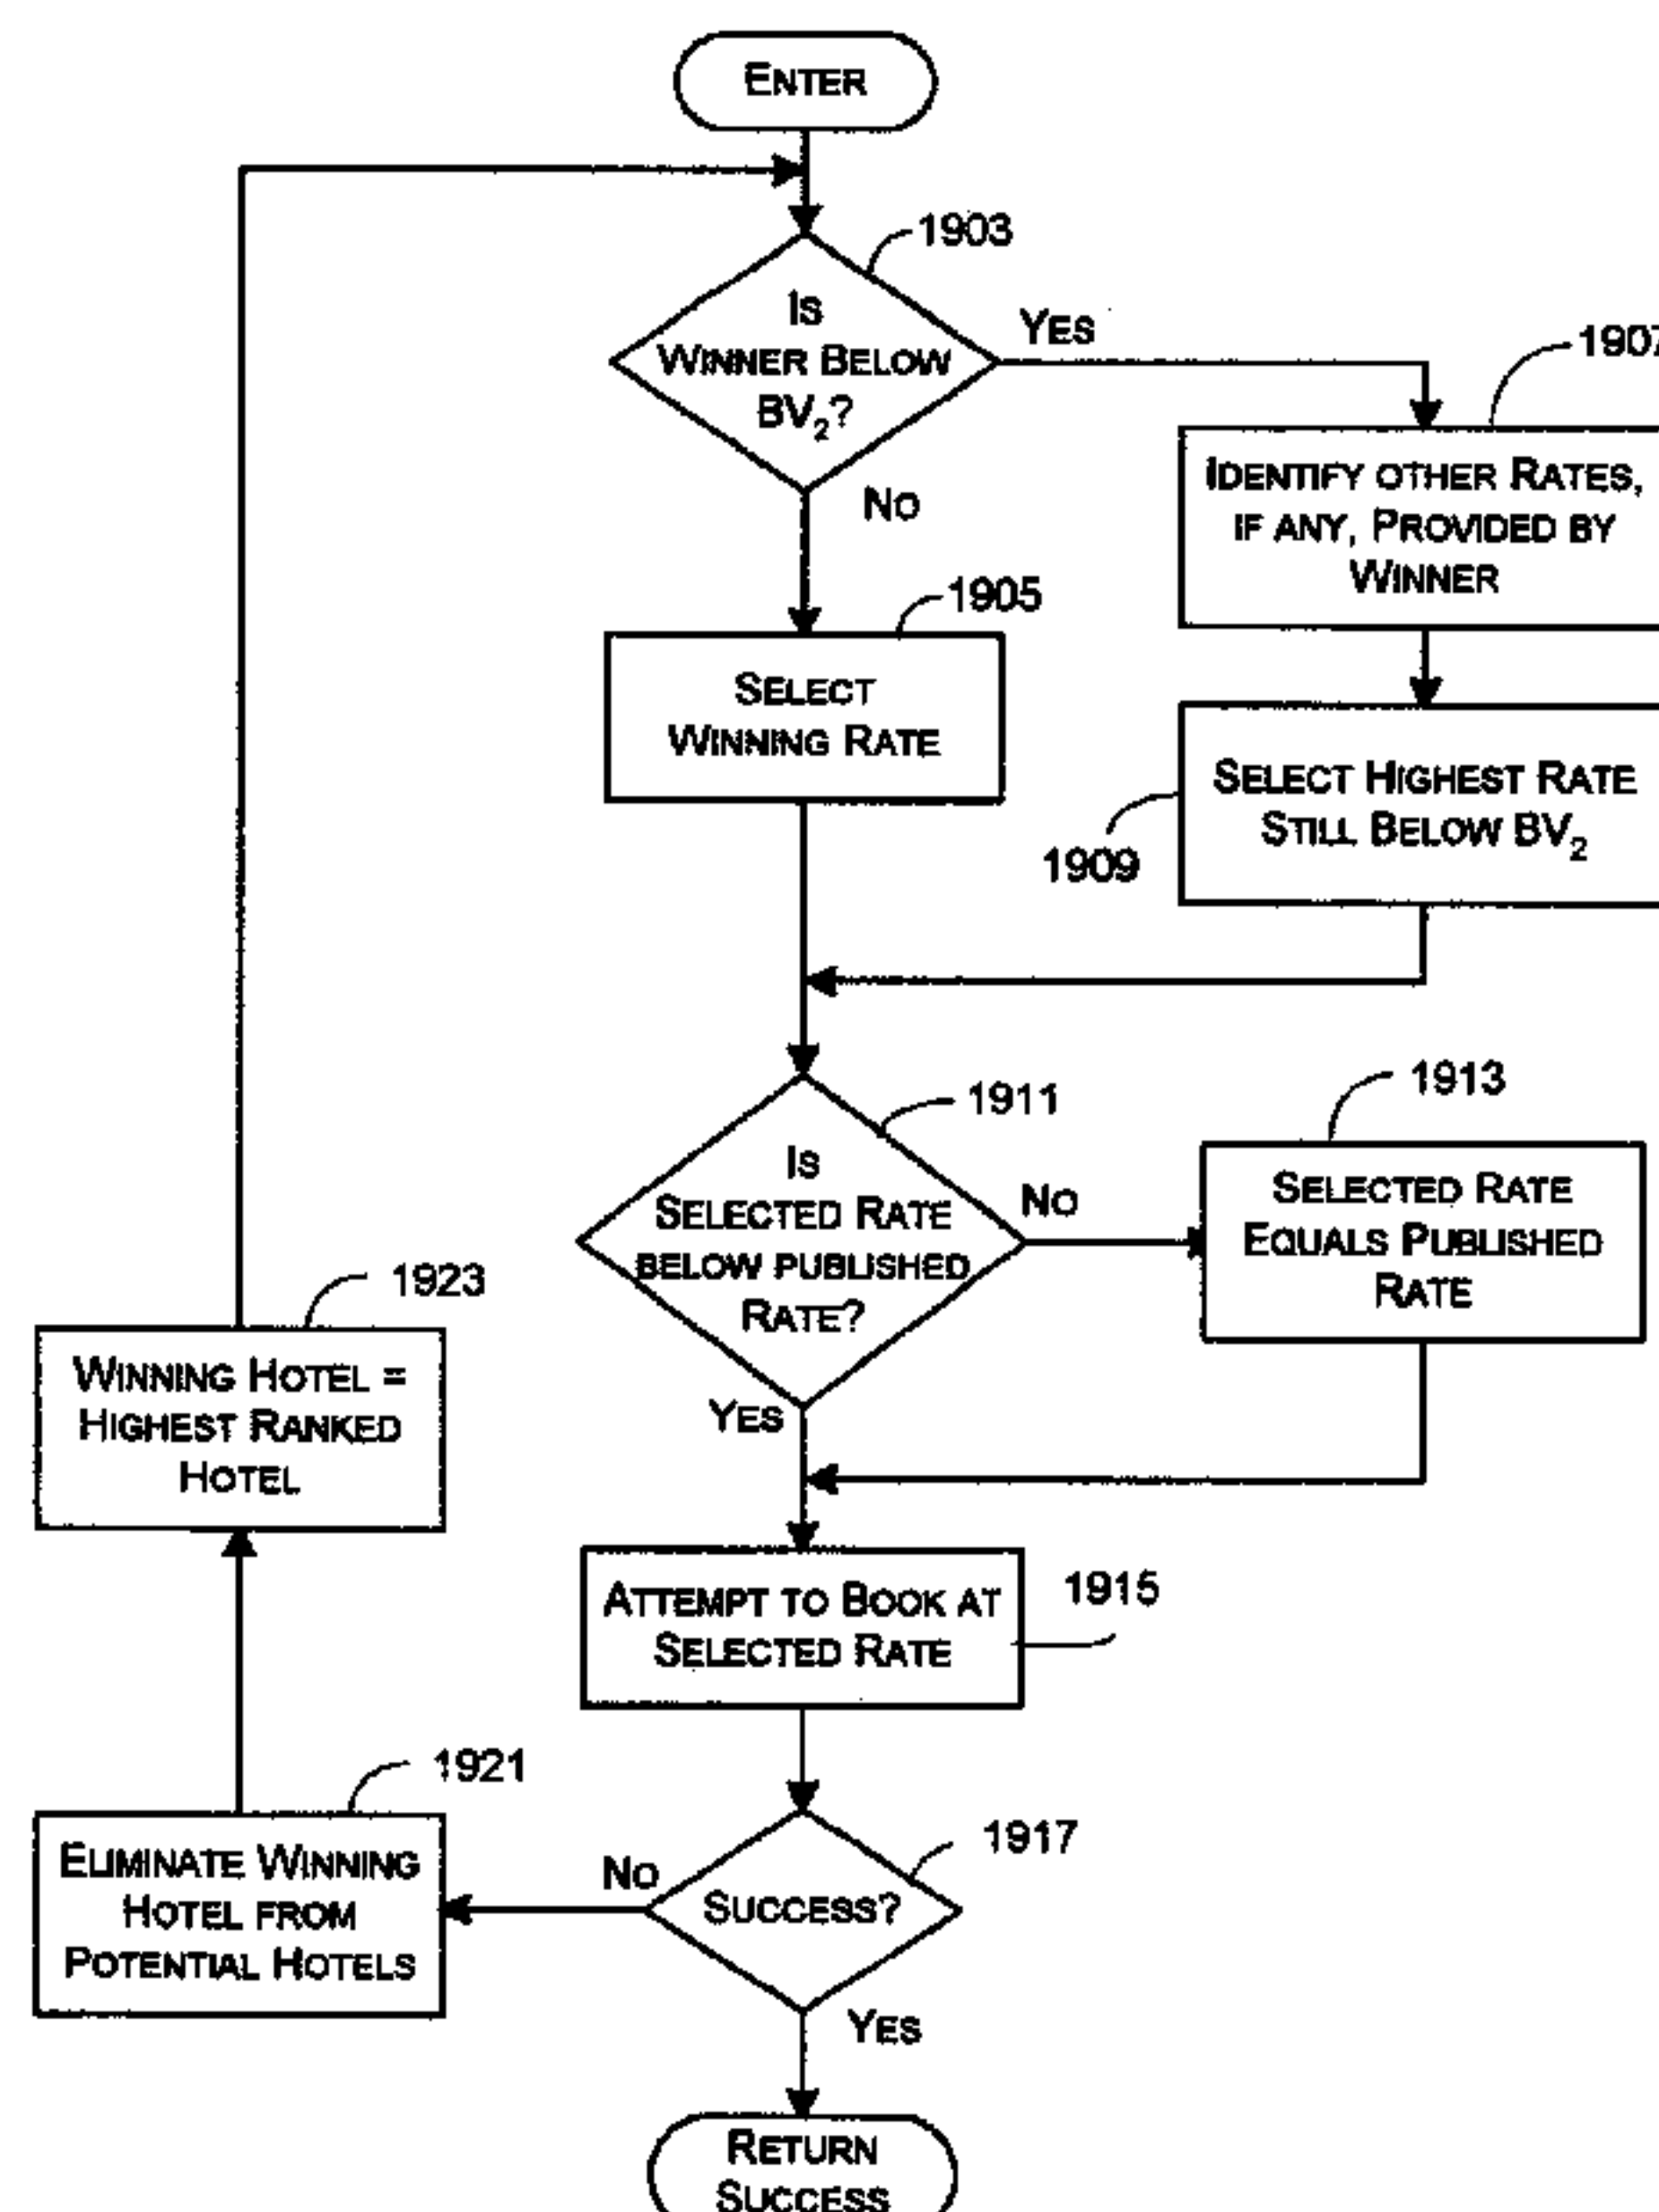 ENTER
1903
IS
WINNER BELOW
BV₂?
YES
NO
1907
IDENTIFY OTHER RATES,
IF ANY, PROVIDED BY
WINNER
1905
SELECT
WINNING RATE
SELECT HIGHEST RATE
STILL BELOW BV₂
1909
1911
IS
SELECTED RATE
BELOW PUBLISHED
RATE?
NO
YES
1913
SELECTED RATE
EQUALS PUBLISHED
RATE
1923
WINNING HOTEL =
HIGHEST RANKED
HOTEL
ATTEMPT TO BOOK AT
SELECTED RATE
1915
1921
ELIMINATE WINNING
HOTEL FROM
POTENTIAL HOTELS
NO
1917
SUCCESS?
YES
RETURN
SUCCESS